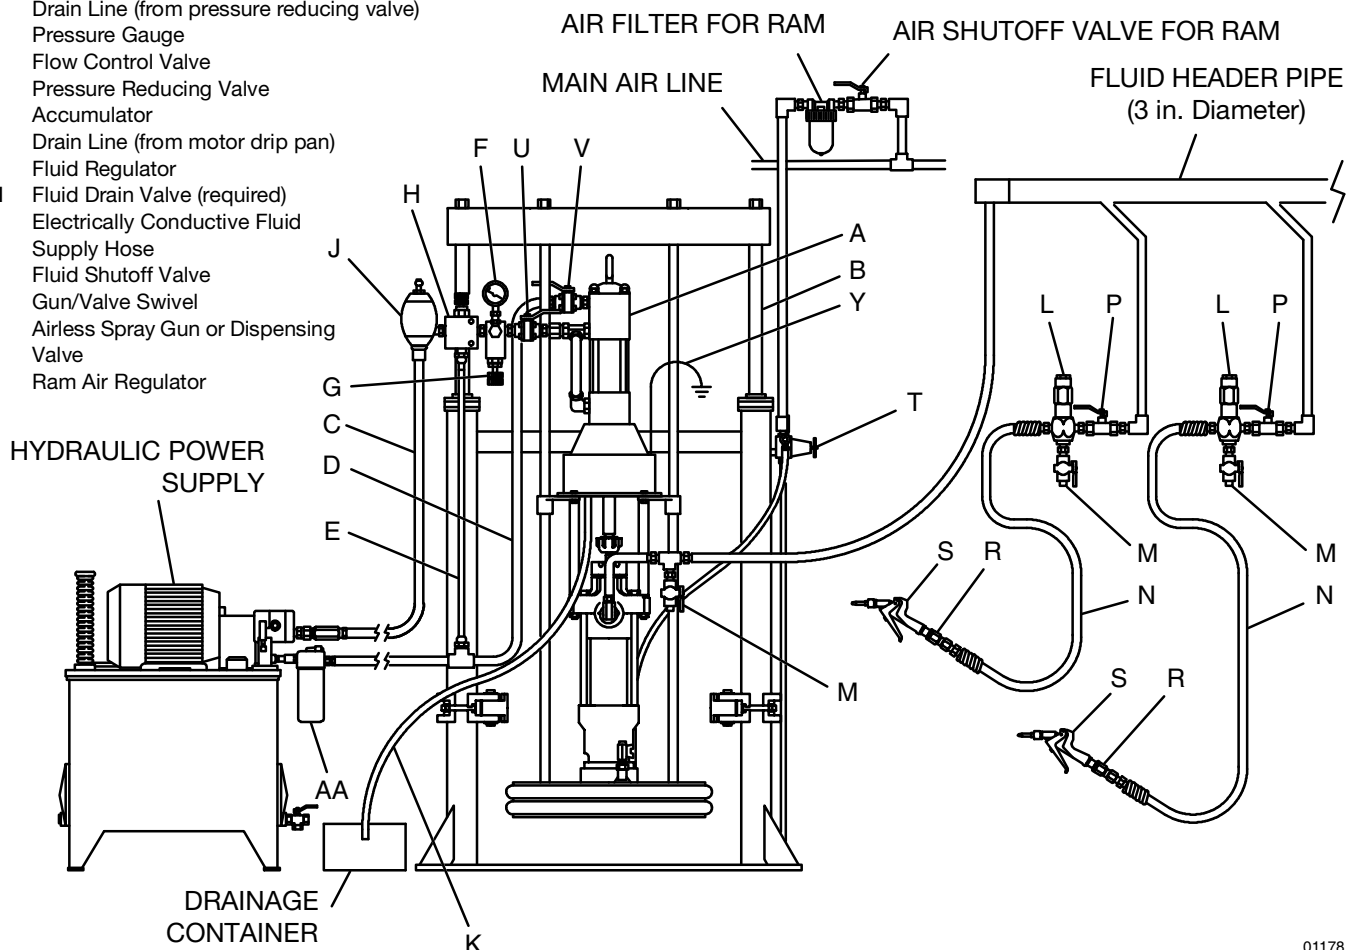 Drain Line (from pressure reducing valve)
Pressure Gauge
Flow Control Valve
Pressure Reducing Valve
Accumulator
Drain Line (from motor drip pan)
Fluid Regulator
Fluid Drain Valve (required)
Electrically Conductive Fluid
Supply Hose
Fluid Shutoff Valve
Gun/Valve Swivel
Airless Spray Gun or Dispensing
Valve
Ram Air Regulator
AIR FILTER FOR RAM
AIR SHUTOFF VALVE FOR RAM
MAIN AIR LINE
FLUID HEADER PIPE
(3 in. Diameter)
F
U
V
H
J
A
B
Y
L
P
L
P
G
C
D
E
T
HYDRAULIC POWER
SUPPLY
M
M
S
R
N
N
M
S
R
AA
DRAINAGE
CONTAINER
K
01178